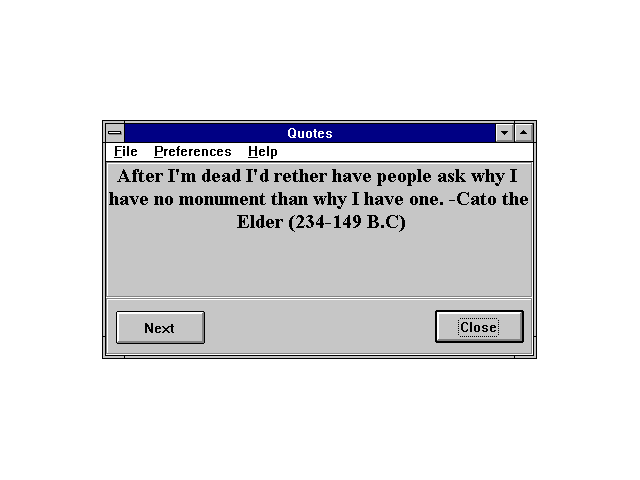 Quotes
File Preferences Help
After I'm dead I'd rether have people ask why I
have no monument than why I have one. -Cato the
Elder (234-149 B.C)
Next Close